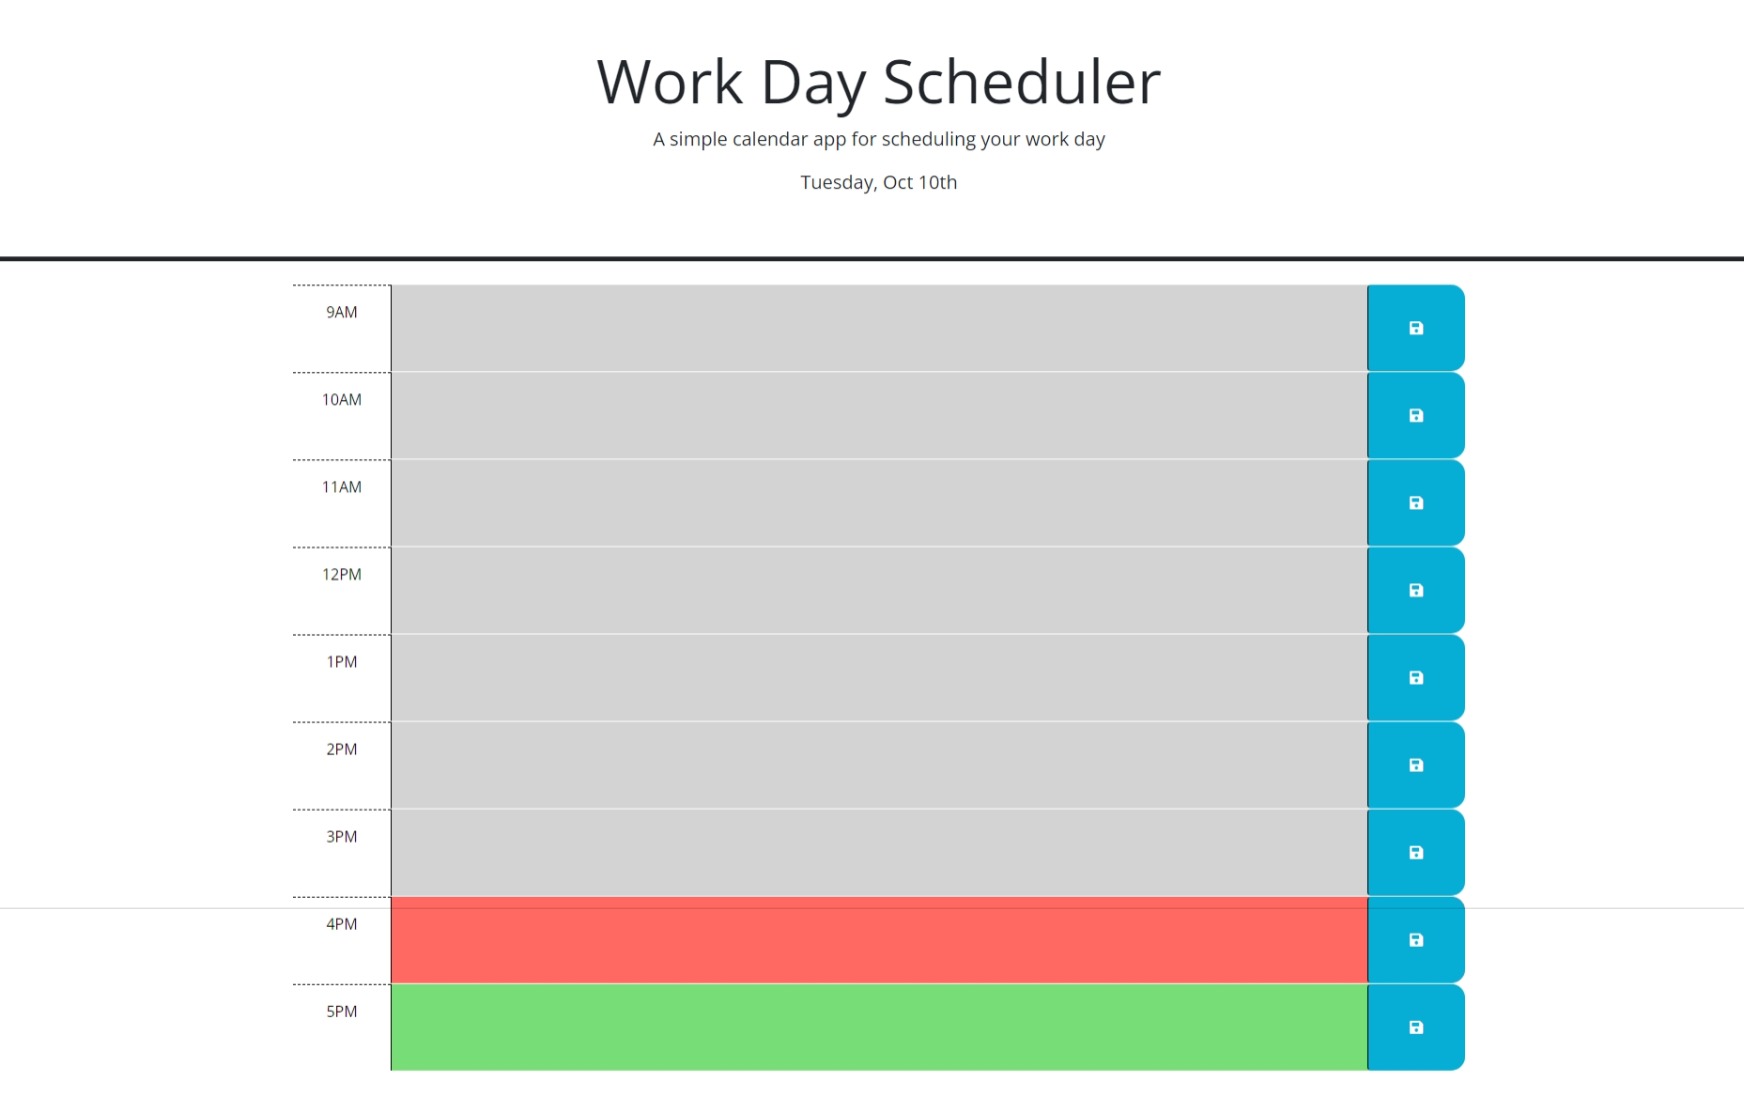 Work Day Scheduler
A simple calendar app for scheduling your work day
Tuesday, Oct 10th
9AM
10AM
11AM
12PM
1PM
2PM
3PM
4PM
5PM